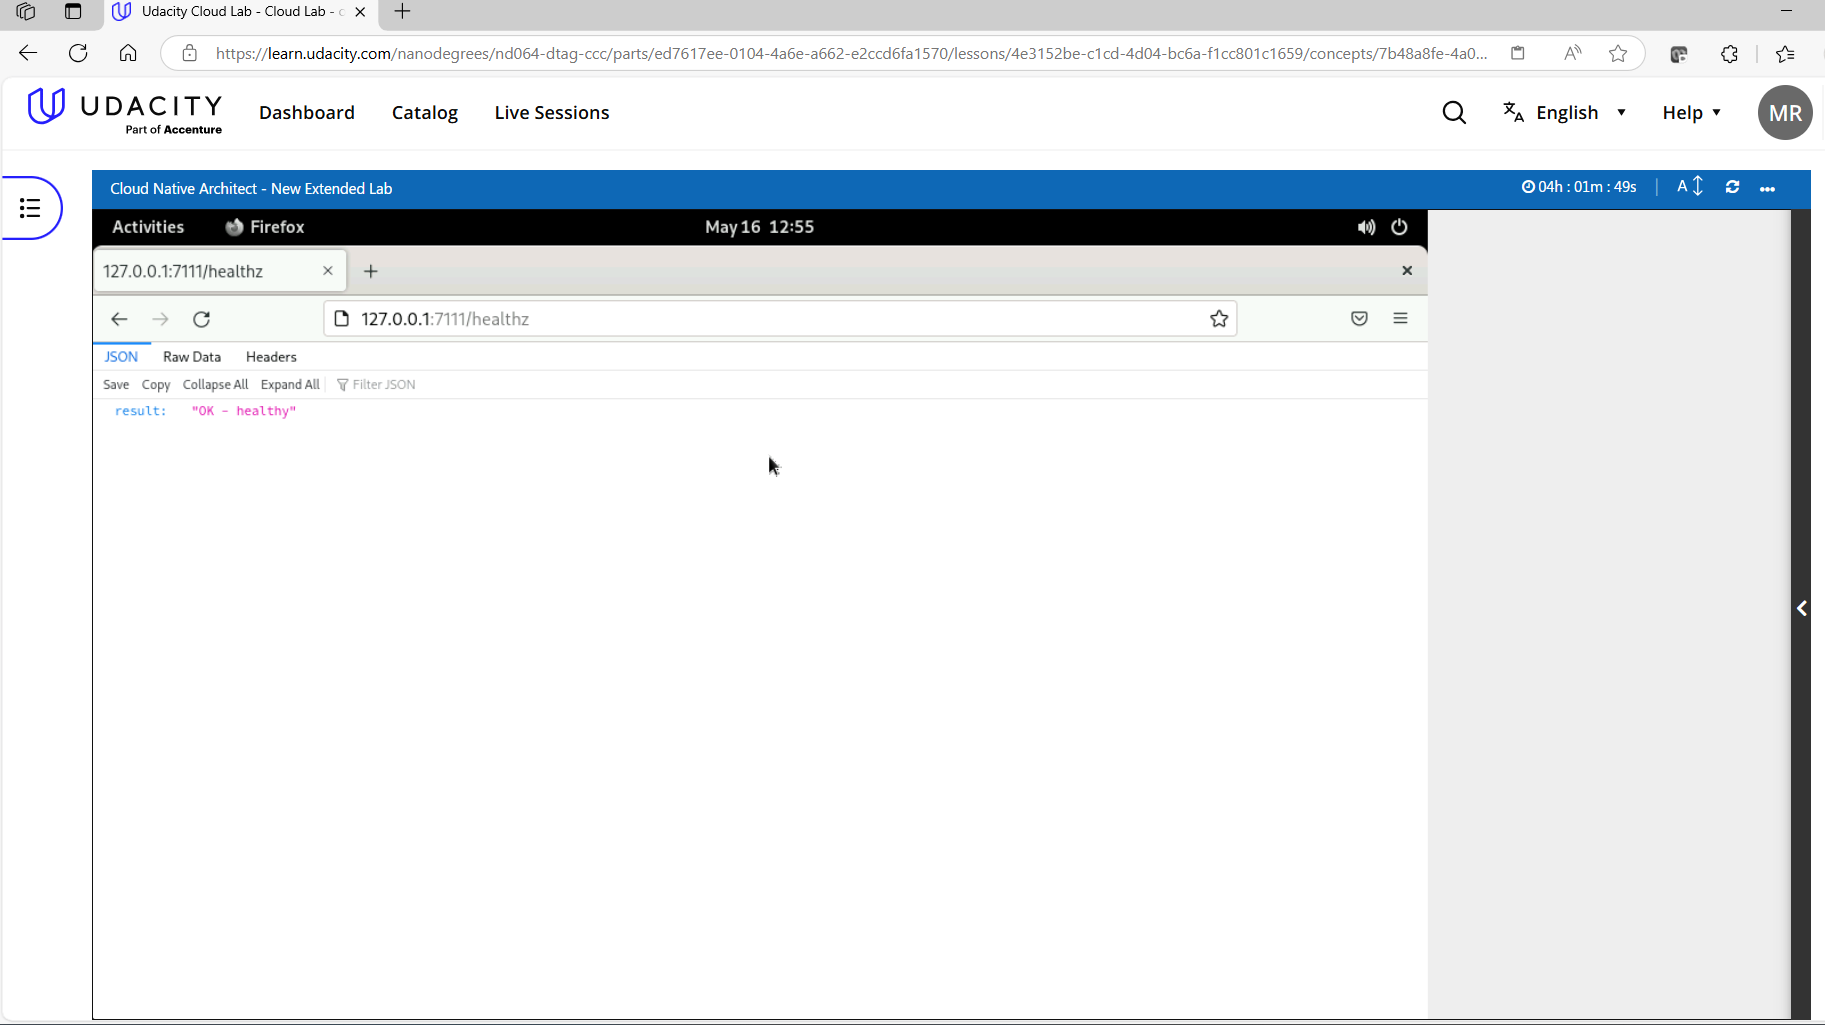 Udacity Cloud Lab - Cloud Lab - c
https://learn.udacity.com/nanodegrees/nd064-dtag-ccc/parts/ed7617ee-0104-4a6e-a662-e2ccd6fa1570/lessons/4e3152be-c1cd-4d04-bc6a-f1cc801c1659/concepts/7b48a8fe-4a0...
UDACITY
Part of Accenture
Dashboard Catalog Live Sessions English Help MR
Cloud Native Architect - New Extended Lab 04h : 01m : 49s A
Activities Firefox May 16 12:55
127.0.0.1:7111/healthz
127.0.0.1:7111/healthz
JSON Raw Data Headers
Save Copy Collapse All Expand All Filter JSON
result: "OK - healthy"